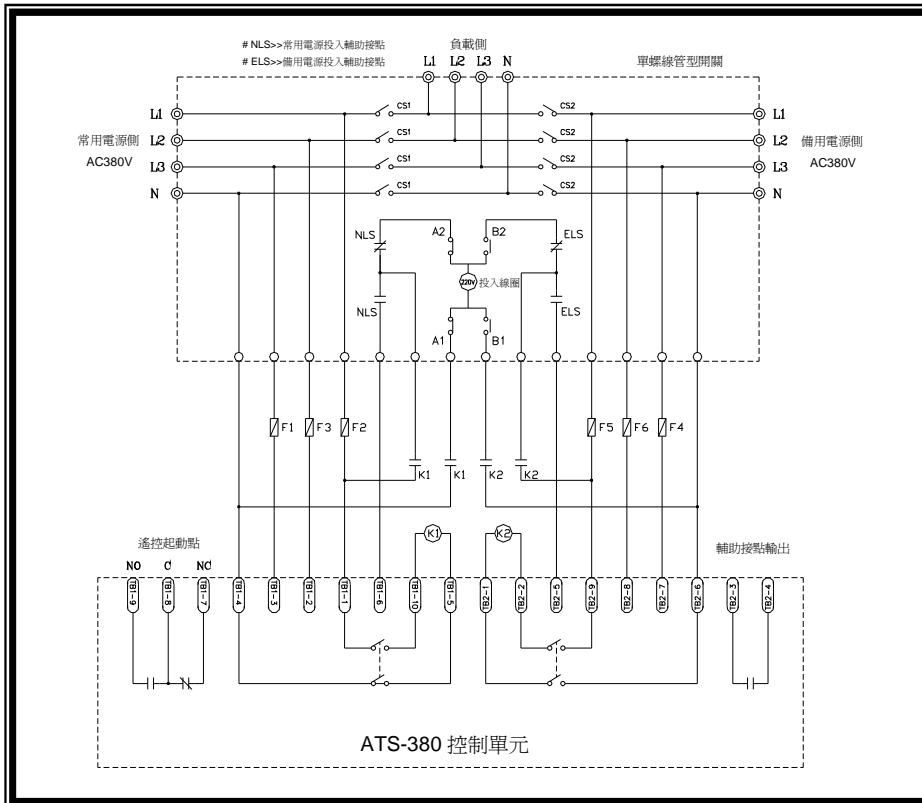 # NLS>>常用電源投入輔助接點
# ELS>>備用電源投入輔助接點
負載側
單螺線管型開關
L1 L2 L3 N
L1 CS1 CS2 L1
常用電源側 L2 CS1 CS2 L2 備用電源側
AC380V AC380V
L3 CS1 CS2 L3
N CS1 CS2 N
NLS A2 B2 ELS
220V 投入線圈
NLS ELS
A1 B1
F1 F3 F2 F5 F6 F4
K1 K1 K2 K2
K1 K2
遙控起動點 輔助接點輸出
NO C NC
TB1-9 TB1-8 TB1-7 TB1-4 TB1-3 TB1-2 TB1-1 TB1-6 TB1-10 TB1-5 TB2-1 TB2-2 TB2-5 TB2-9 TB2-8 TB2-7 TB2-6 TB2-3 TB2-4
ATS-380 控制單元